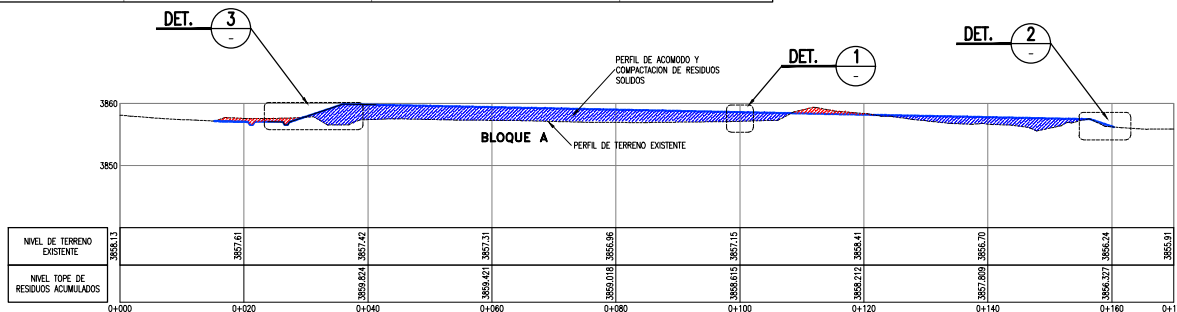 DET. 3
-
DET. 2
-
DET. 1
-
PERFIL DE ACOMODO Y
COMPACTACION DE RESIDUOS
SOLIDOS
3860
BLOQUE A
PERFIL DE TERRENO EXISTENTE
3850
NIVEL DE TERRENO
EXISTENTE
3858.13 3857.61 3857.42 3857.31 3856.96 3857.15 3858.41 3856.70 3856.24 3855.91
NIVEL TOPE DE
RESIDUOS ACUMULADOS
3859.824 3859.421 3859.018 3858.615 3858.212 3857.809 3856.327
0+000 0+020 0+040 0+060 0+080 0+100 0+120 0+140 0+160 0+1